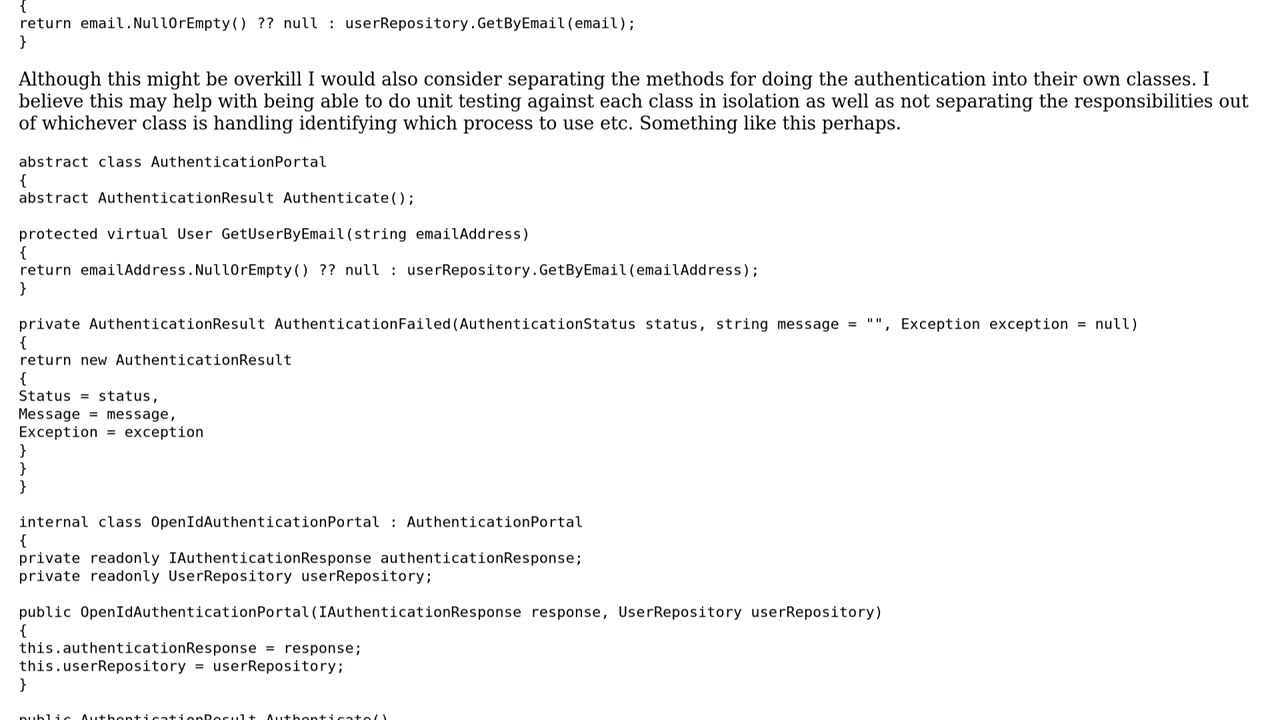 {
return email.NullOrEmpty() ?? null : userRepository.GetByEmail(email);
}
Although this might be overkill I would also consider separating the methods for doing the authentication into their own classes. I
believe this may help with being able to do unit testing against each class in isolation as well as not separating the responsibilities out
of whichever class is handling identifying which process to use etc. Something like this perhaps.
abstract class AuthenticationPortal
{
abstract AuthenticationResult Authenticate();
protected virtual User GetUserByEmail(string emailAddress)
{
return emailAddress.NullOrEmpty() ?? null : userRepository.GetByEmail(emailAddress);
}
private AuthenticationResult AuthenticationFailed(AuthenticationStatus status, string message = "", Exception exception = null)
{
return new AuthenticationResult
{
Status = status,
Message = message,
Exception = exception
}
}
}
internal class OpenIdAuthenticationPortal : AuthenticationPortal
{
private readonly IAuthenticationResponse authenticationResponse;
private readonly UserRepository userRepository;
public OpenIdAuthenticationPortal(IAuthenticationResponse response, UserRepository userRepository)
{
this.authenticationResponse = response;
this.userRepository = userRepository;
}
public AuthenticationResult Authenticate()